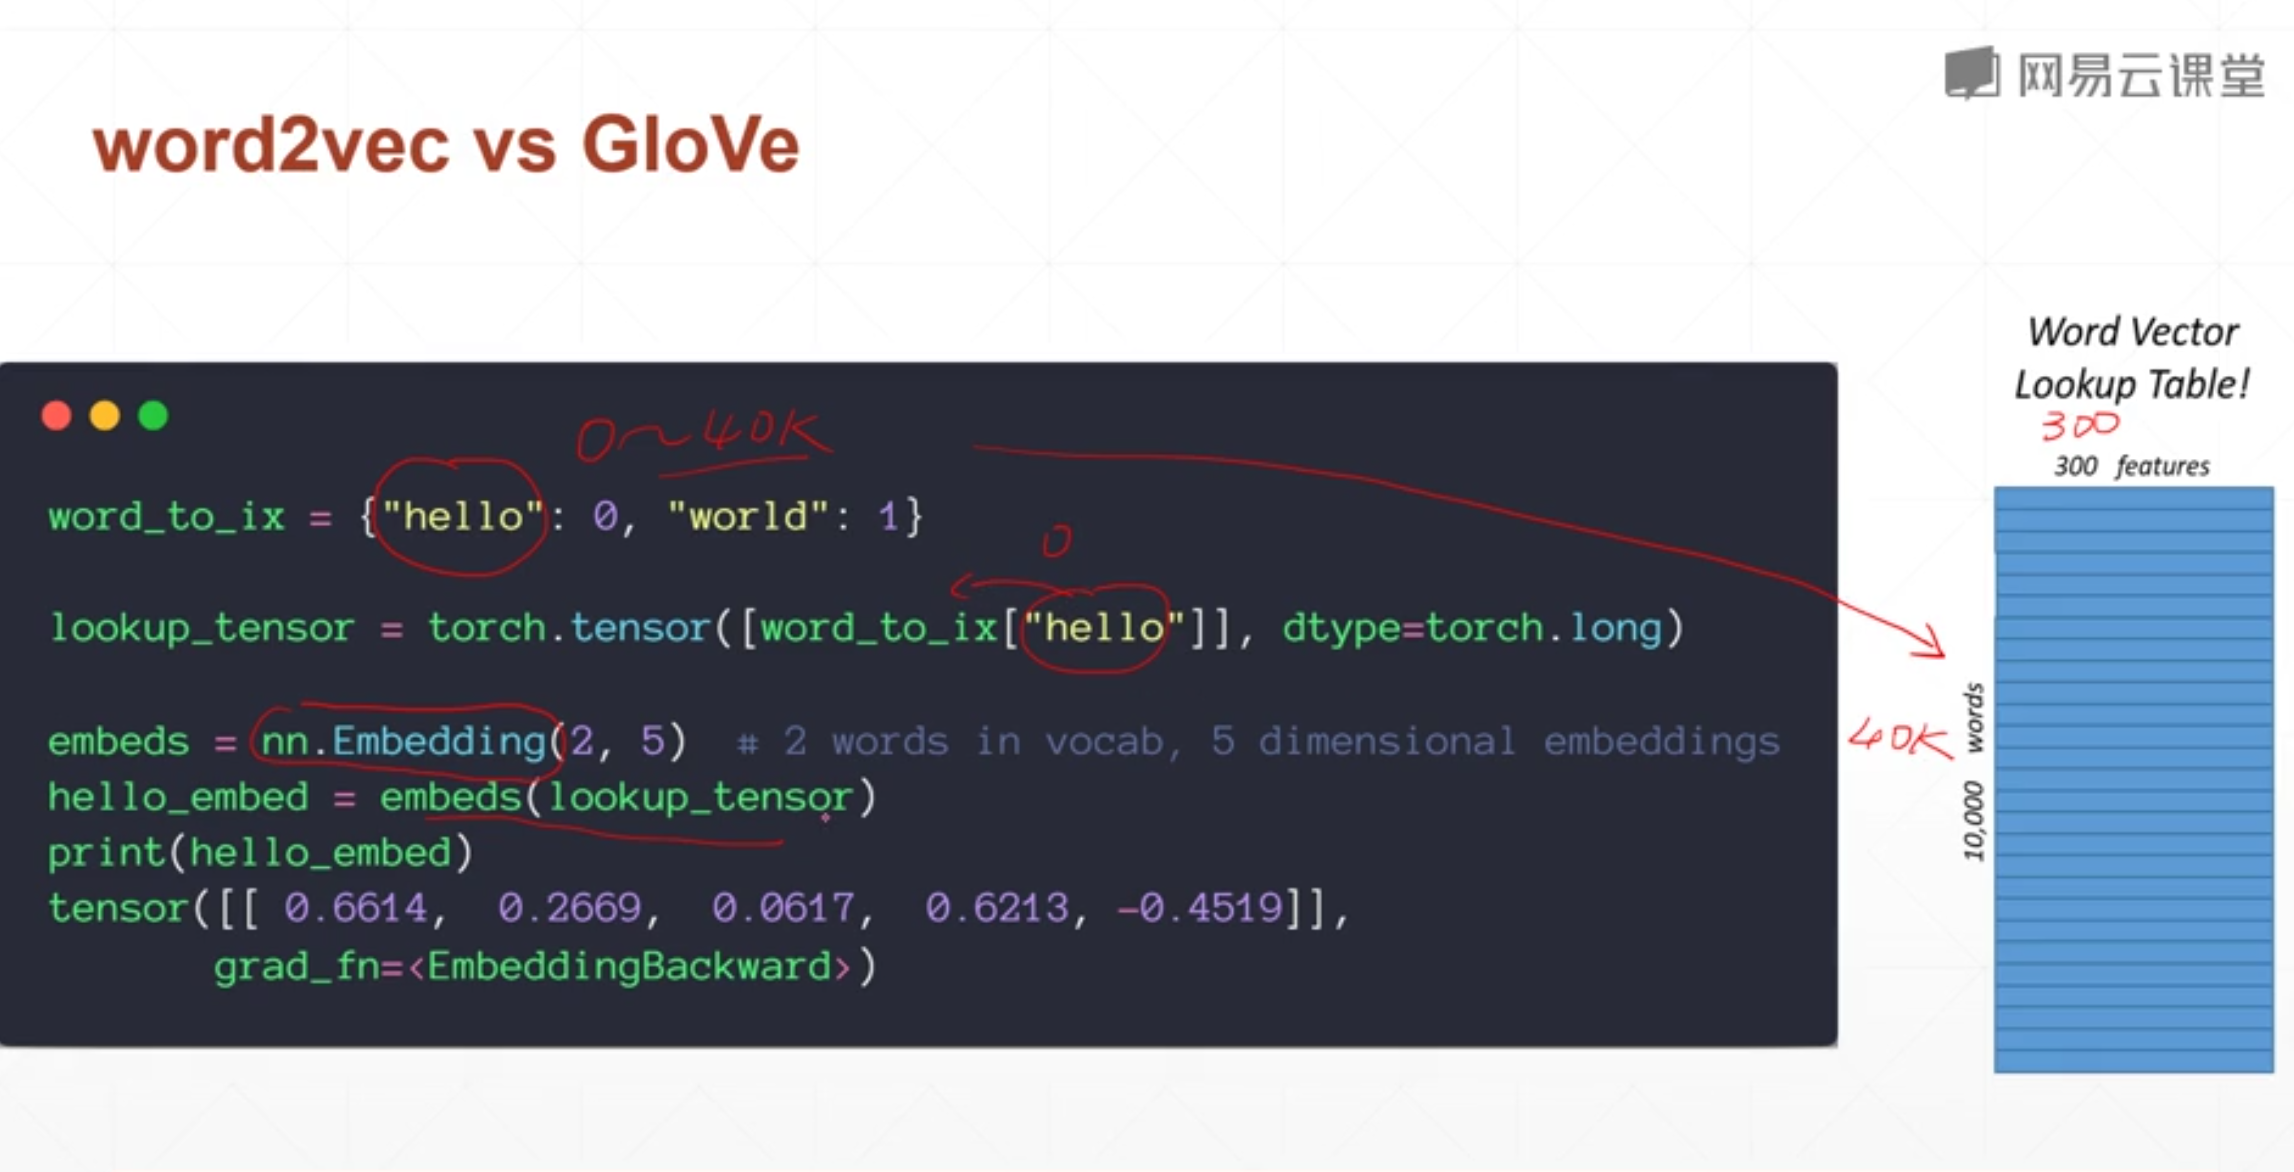 网易云课堂
word2vec vs GloVe
Word Vector
Lookup Table!
300
300 features
0~40K
word_to_ix = {"hello": 0, "world": 1}
0
lookup_tensor = torch.tensor([word_to_ix["hello"]], dtype=torch.long)
embeds = nn.Embedding(2, 5)  # 2 words in vocab, 5 dimensional embeddings
hello_embed = embeds(lookup_tensor)
print(hello_embed)
tensor([[ 0.6614,  0.2669,  0.0617,  0.6213, -0.4519]],
grad_fn=<EmbeddingBackward>)
40K
10,000 words